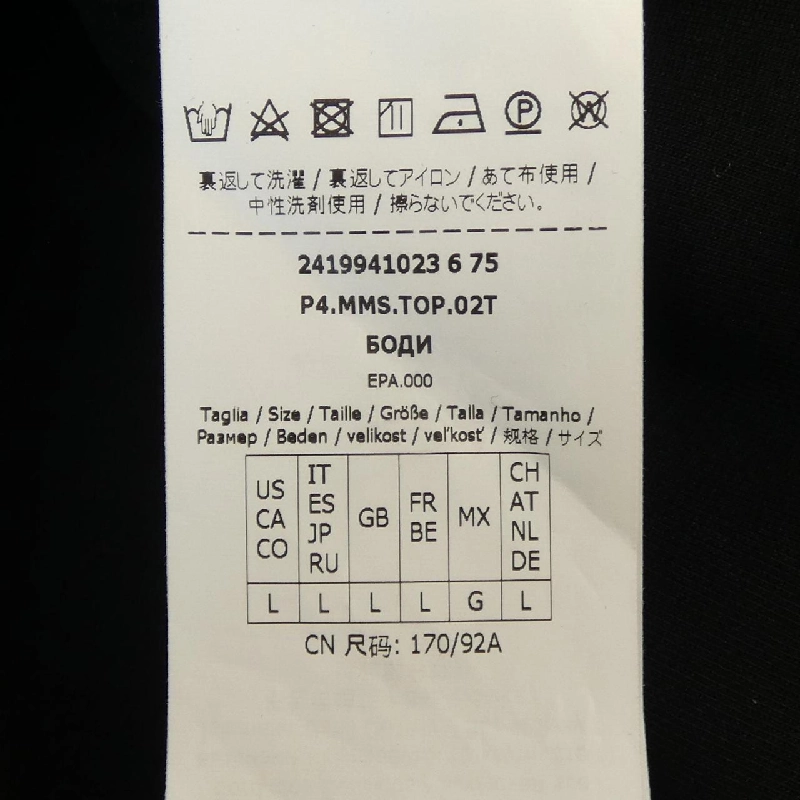 P
W
裏返して洗濯 / 裏返してアイロン / あて布使用 /
中性洗剤使用 / 擦らないでください。
2419941023 6 75
P4.MMS.TOP.02T
БОДИ
EPA.000
Taglia / Size / Taille / Größe / Talla / Tamanho /
Размер / Beden / velikost / veľkosť / 规格 / サイズ
US CA CO
IT ES JP RU
GB
FR BE
MX
CH AT NL DE
L L L L G L
CN 尺码: 170/92A